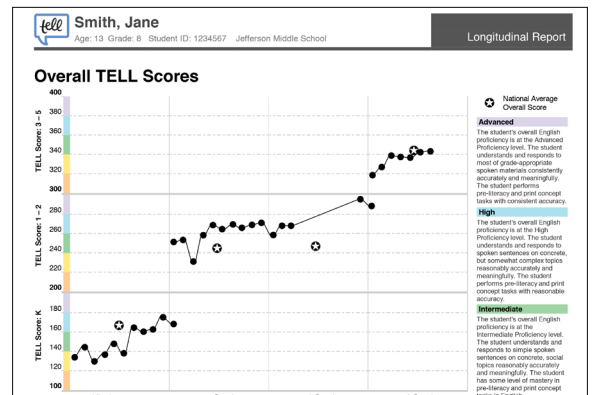 tell
Smith, Jane
Age: 13 Grade: 8 Student ID: 1234567 Jefferson Middle School
Longitudinal Report
Overall TELL Scores
400
380
360
340
320
300
280
260
240
220
200
180
160
140
120
100
TELL Score: 3 – 5
TELL Score: 1 – 2
TELL Score: K
National Average
Overall Score
Advanced
The student's overall English
proficiency is at the Advanced
Proficiency level. The student
understands and responds to
most of grade-appropriate
spoken materials consistently
accurately and meaningfully.
The student performs
pre-literacy and print concept
tasks with consistent accuracy.
High
The student's overall English
proficiency is at the High
Proficiency level. The student
understands and responds to
spoken sentences on concrete,
but somewhat complex topics
reasonably accurately and
meaningfully. The student
performs pre-literacy and print
concept tasks with reasonable
accuracy.
Intermediate
The student's overall English
proficiency is at the
Intermediate Proficiency level.
The student understands and
responds to simple spoken
sentences on concrete, social
topics reasonably accurately
and meaningfully. The student
has some level of mastery in
pre-literacy and print concept